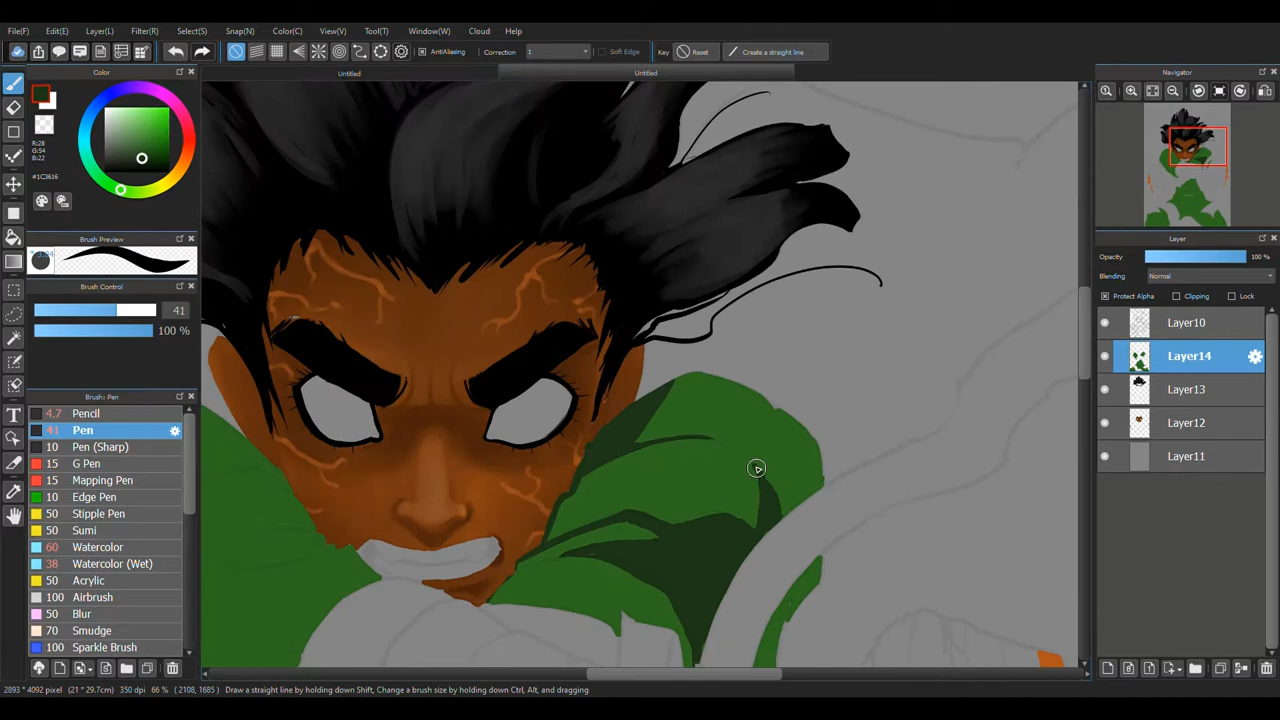 File(F) Edit(E) Layer(L) Filter(R) Select(S) Snap(N) Color(C) View(V) Tool(T) Window(W) Cloud Help
AntiAliasing Correction 1 Soft Edge Key Reset Create a straight line
Color
Untitled
Untitled
Navigator
R:28
G:54
B:22
#1C3616
Brush Preview
Layer
Opacity 100 %
Blending Normal
Brush Control
Protect Alpha Clipping Lock
41
100 %
Layer10
Layer14
Layer13
Layer12
Layer11
Brush: Pen
4.7 Pencil
41 Pen
10 Pen (Sharp)
15 G Pen
15 Mapping Pen
10 Edge Pen
50 Stipple Pen
50 Sumi
60 Watercolor
38 Watercolor (Wet)
50 Acrylic
100 Airbrush
50 Blur
70 Smudge
100 Sparkle Brush
2893 * 4092 pixel (21 * 29.7cm) 350 dpi 66 % ( 2108, 1685 ) Draw a straight line by holding down Shift, Change a brush size by holding down Ctrl, Alt, and dragging